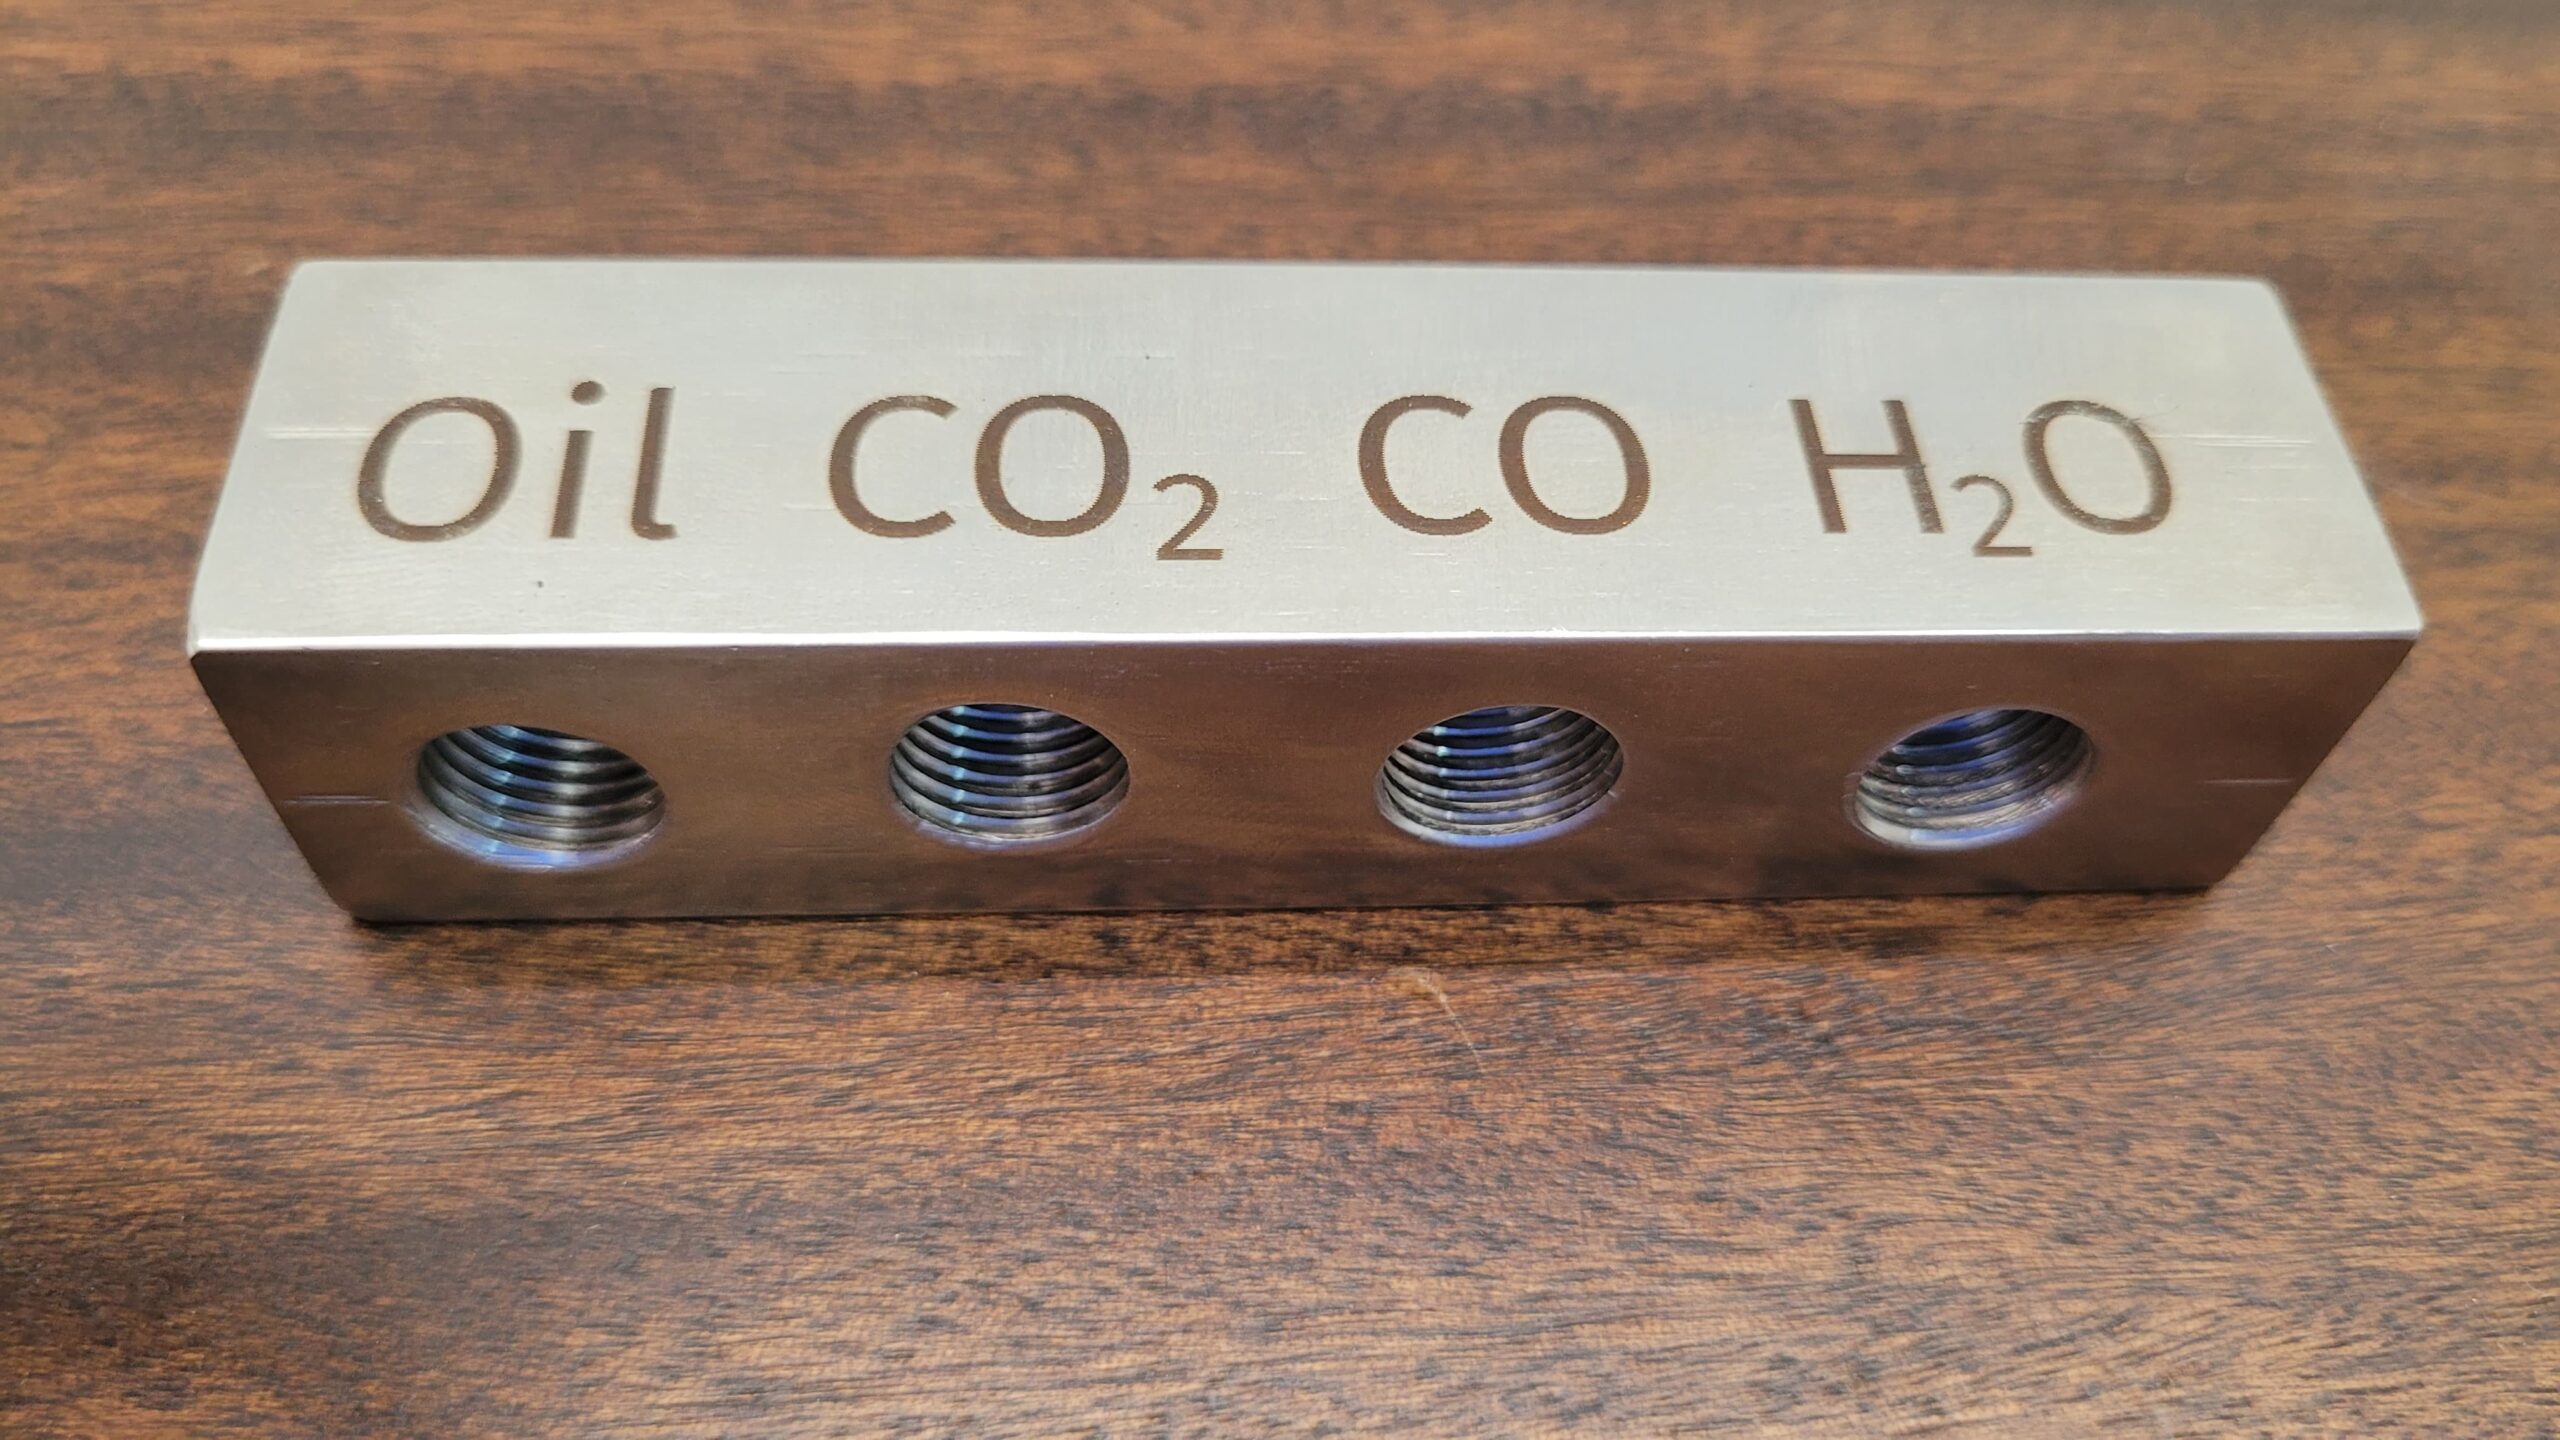 Oil CO₂ CO H₂O